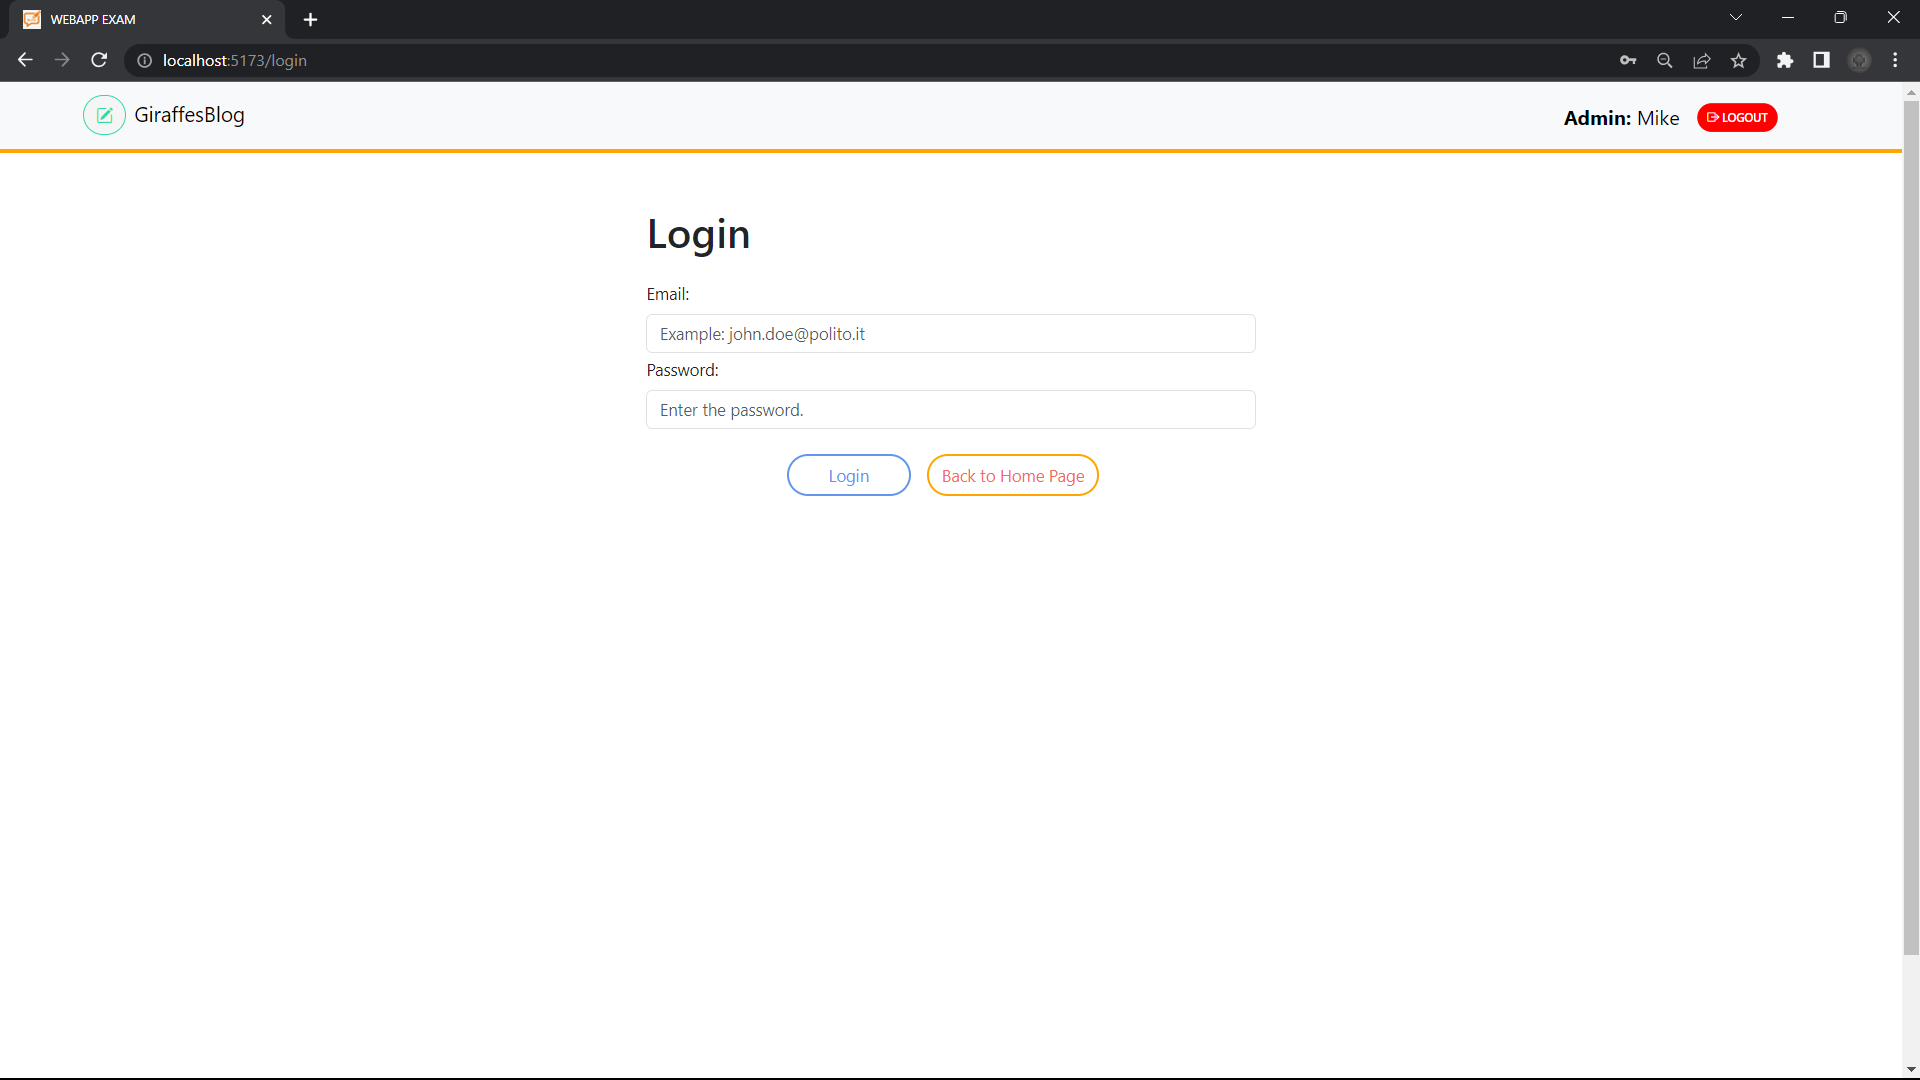 WEBAPP EXAM
localhost:5173/login
GiraffesBlog
Admin: Mike LOGOUT
Login
Email:
Example: john.doe@polito.it
Password:
Enter the password.
Login Back to Home Page